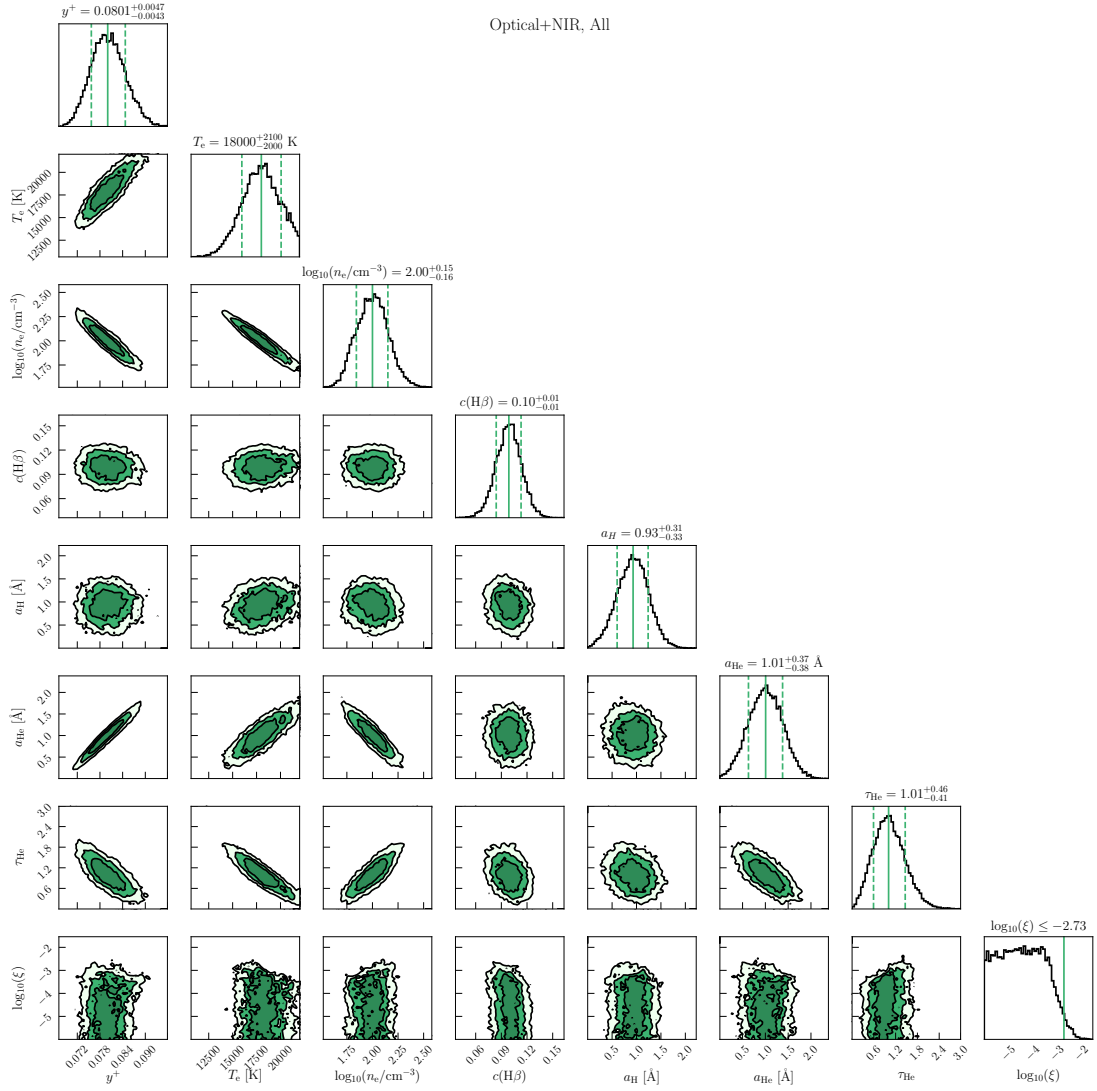 Optical+NIR, All
y⁺ = 0.0801 +0.0047 −0.0043
Tₑ = 18000 +2100 −2000 K
Tₑ [K]
20000
17500
15000
12500
log₁₀(nₑ/cm⁻³) = 2.00 +0.15 −0.16
log₁₀(nₑ/cm⁻³)
2.50
2.25
2.00
1.75
c(Hβ) = 0.10 +0.01 −0.01
c(Hβ)
0.15
0.12
0.09
0.06
a_H = 0.93 +0.31 −0.33
a_H [Å]
2.0
1.5
1.0
0.5
a_He = 1.01 +0.37 −0.38 Å
a_He [Å]
2.0
1.5
1.0
0.5
τ_He = 1.01 +0.46 −0.41
τ_He
3.0
2.4
1.8
1.2
0.6
log₁₀(ξ) ≤ −2.73
log₁₀(ξ)
−2
−3
−4
−5
0.072 0.078 0.084 0.090
12500 15000 17500 20000
1.75 2.00 2.25 2.50
0.06 0.09 0.12 0.15
0.5 1.0 1.5 2.0
0.5 1.0 1.5 2.0
0.6 1.2 1.8 2.4 3.0
−5 −4 −3 −2
y⁺
Tₑ [K]
log₁₀(nₑ/cm⁻³)
c(Hβ)
a_H [Å]
a_He [Å]
τ_He
log₁₀(ξ)